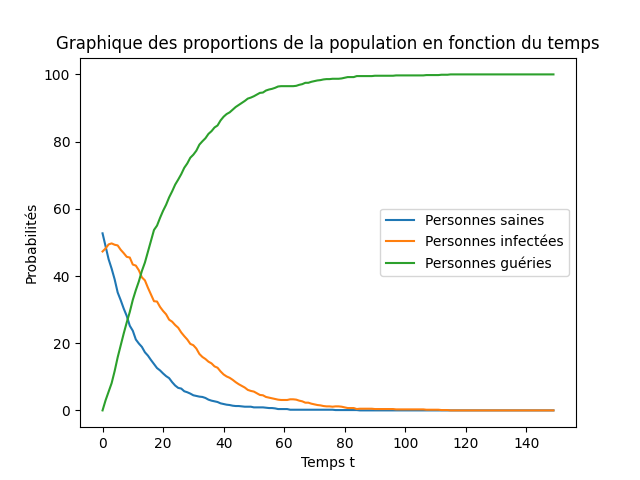 Graphique des proportions de la population en fonction du temps
100
80
60
40
20
0
Probabilités
Personnes saines
Personnes infectées
Personnes guéries
0 20 40 60 80 100 120 140
Temps t